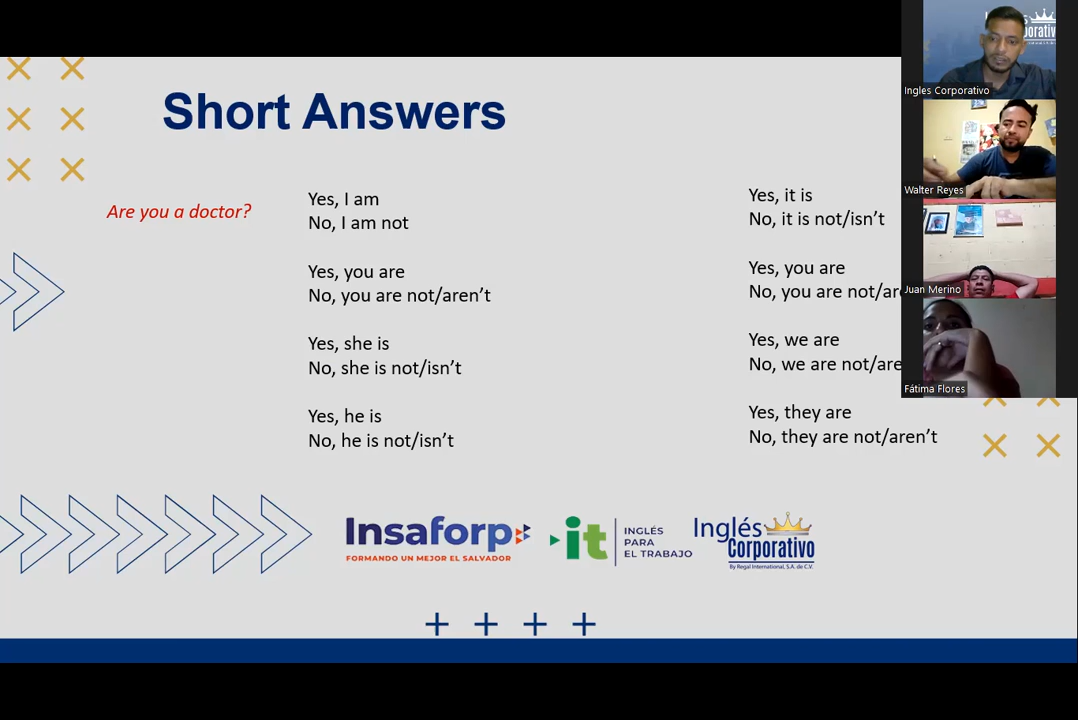 Short Answers
Are you a doctor?
Yes, I am
No, I am not
Yes, you are
No, you are not/aren't
Yes, she is
No, she is not/isn't
Yes, he is
No, he is not/isn't
Yes, it is
No, it is not/isn't
Yes, you are
No, you are not/
Yes, we are
No, we are not/
Yes, they are
No, they are not/aren't
Insaforp
FORMANDO UN MEJOR EL SALVADOR
it
INGLÉS
PARA
EL TRABAJO
Inglés
Corporativo
By Regal International, S.A. de C.V.
Ingles Corporativo
Walter Reyes
Juan Merino
Fátima Flores